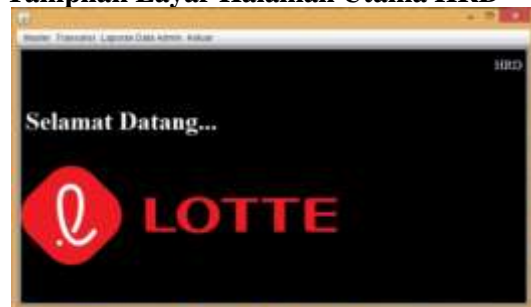 Tampilan Layar Halaman Utama HRD
Master Transaksi Laporan Data Admin Keluar
HRD
Selamat Datang...
LOTTE